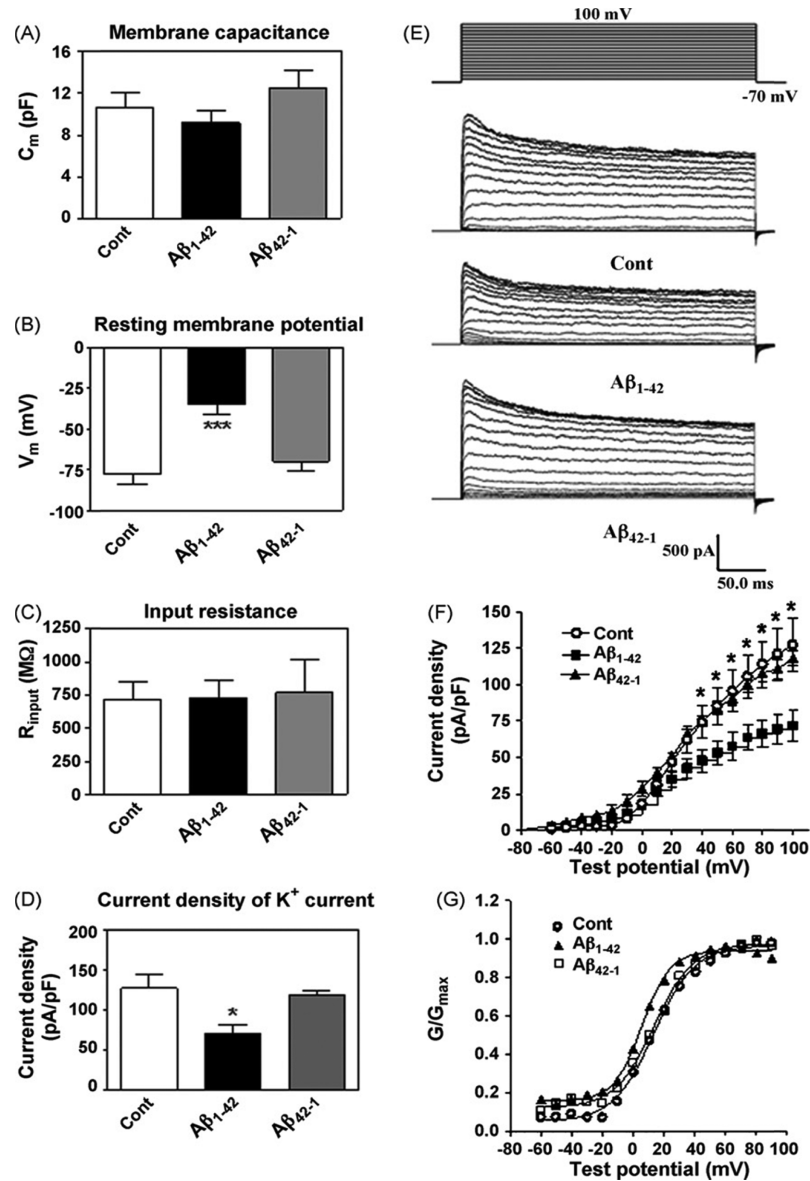 (A) Membrane capacitance
16
12
8
4
0
Cm (pF)
Cont
Aβ1-42
Aβ42-1
(B) Resting membrane potential
0
-25
-50
-75
-100
Vm (mV)
***
Cont
Aβ1-42
Aβ42-1
(C) Input resistance
1250
1000
750
500
250
0
Rinput (MΩ)
Cont
Aβ1-42
Aβ42-1
(D) Current density of K+ current
200
150
100
50
0
Current density
(pA/pF)
*
Cont
Aβ1-42
Aβ42-1
(E)
100 mV
-70 mV
Cont
Aβ1-42
Aβ42-1
500 pA
50.0 ms
(F)
150
125
100
75
50
25
0
Current density
(pA/pF)
Cont
Aβ1-42
Aβ42-1
* * * * * * *
-80 -60 -40 -20 0 20 40 60 80 100
Test potential (mV)
(G)
1.2
1.0
0.8
0.6
0.4
0.2
0.0
G/Gmax
Cont
Aβ1-42
Aβ42-1
-80 -60 -40 -20 0 20 40 60 80 100
Test potential (mV)